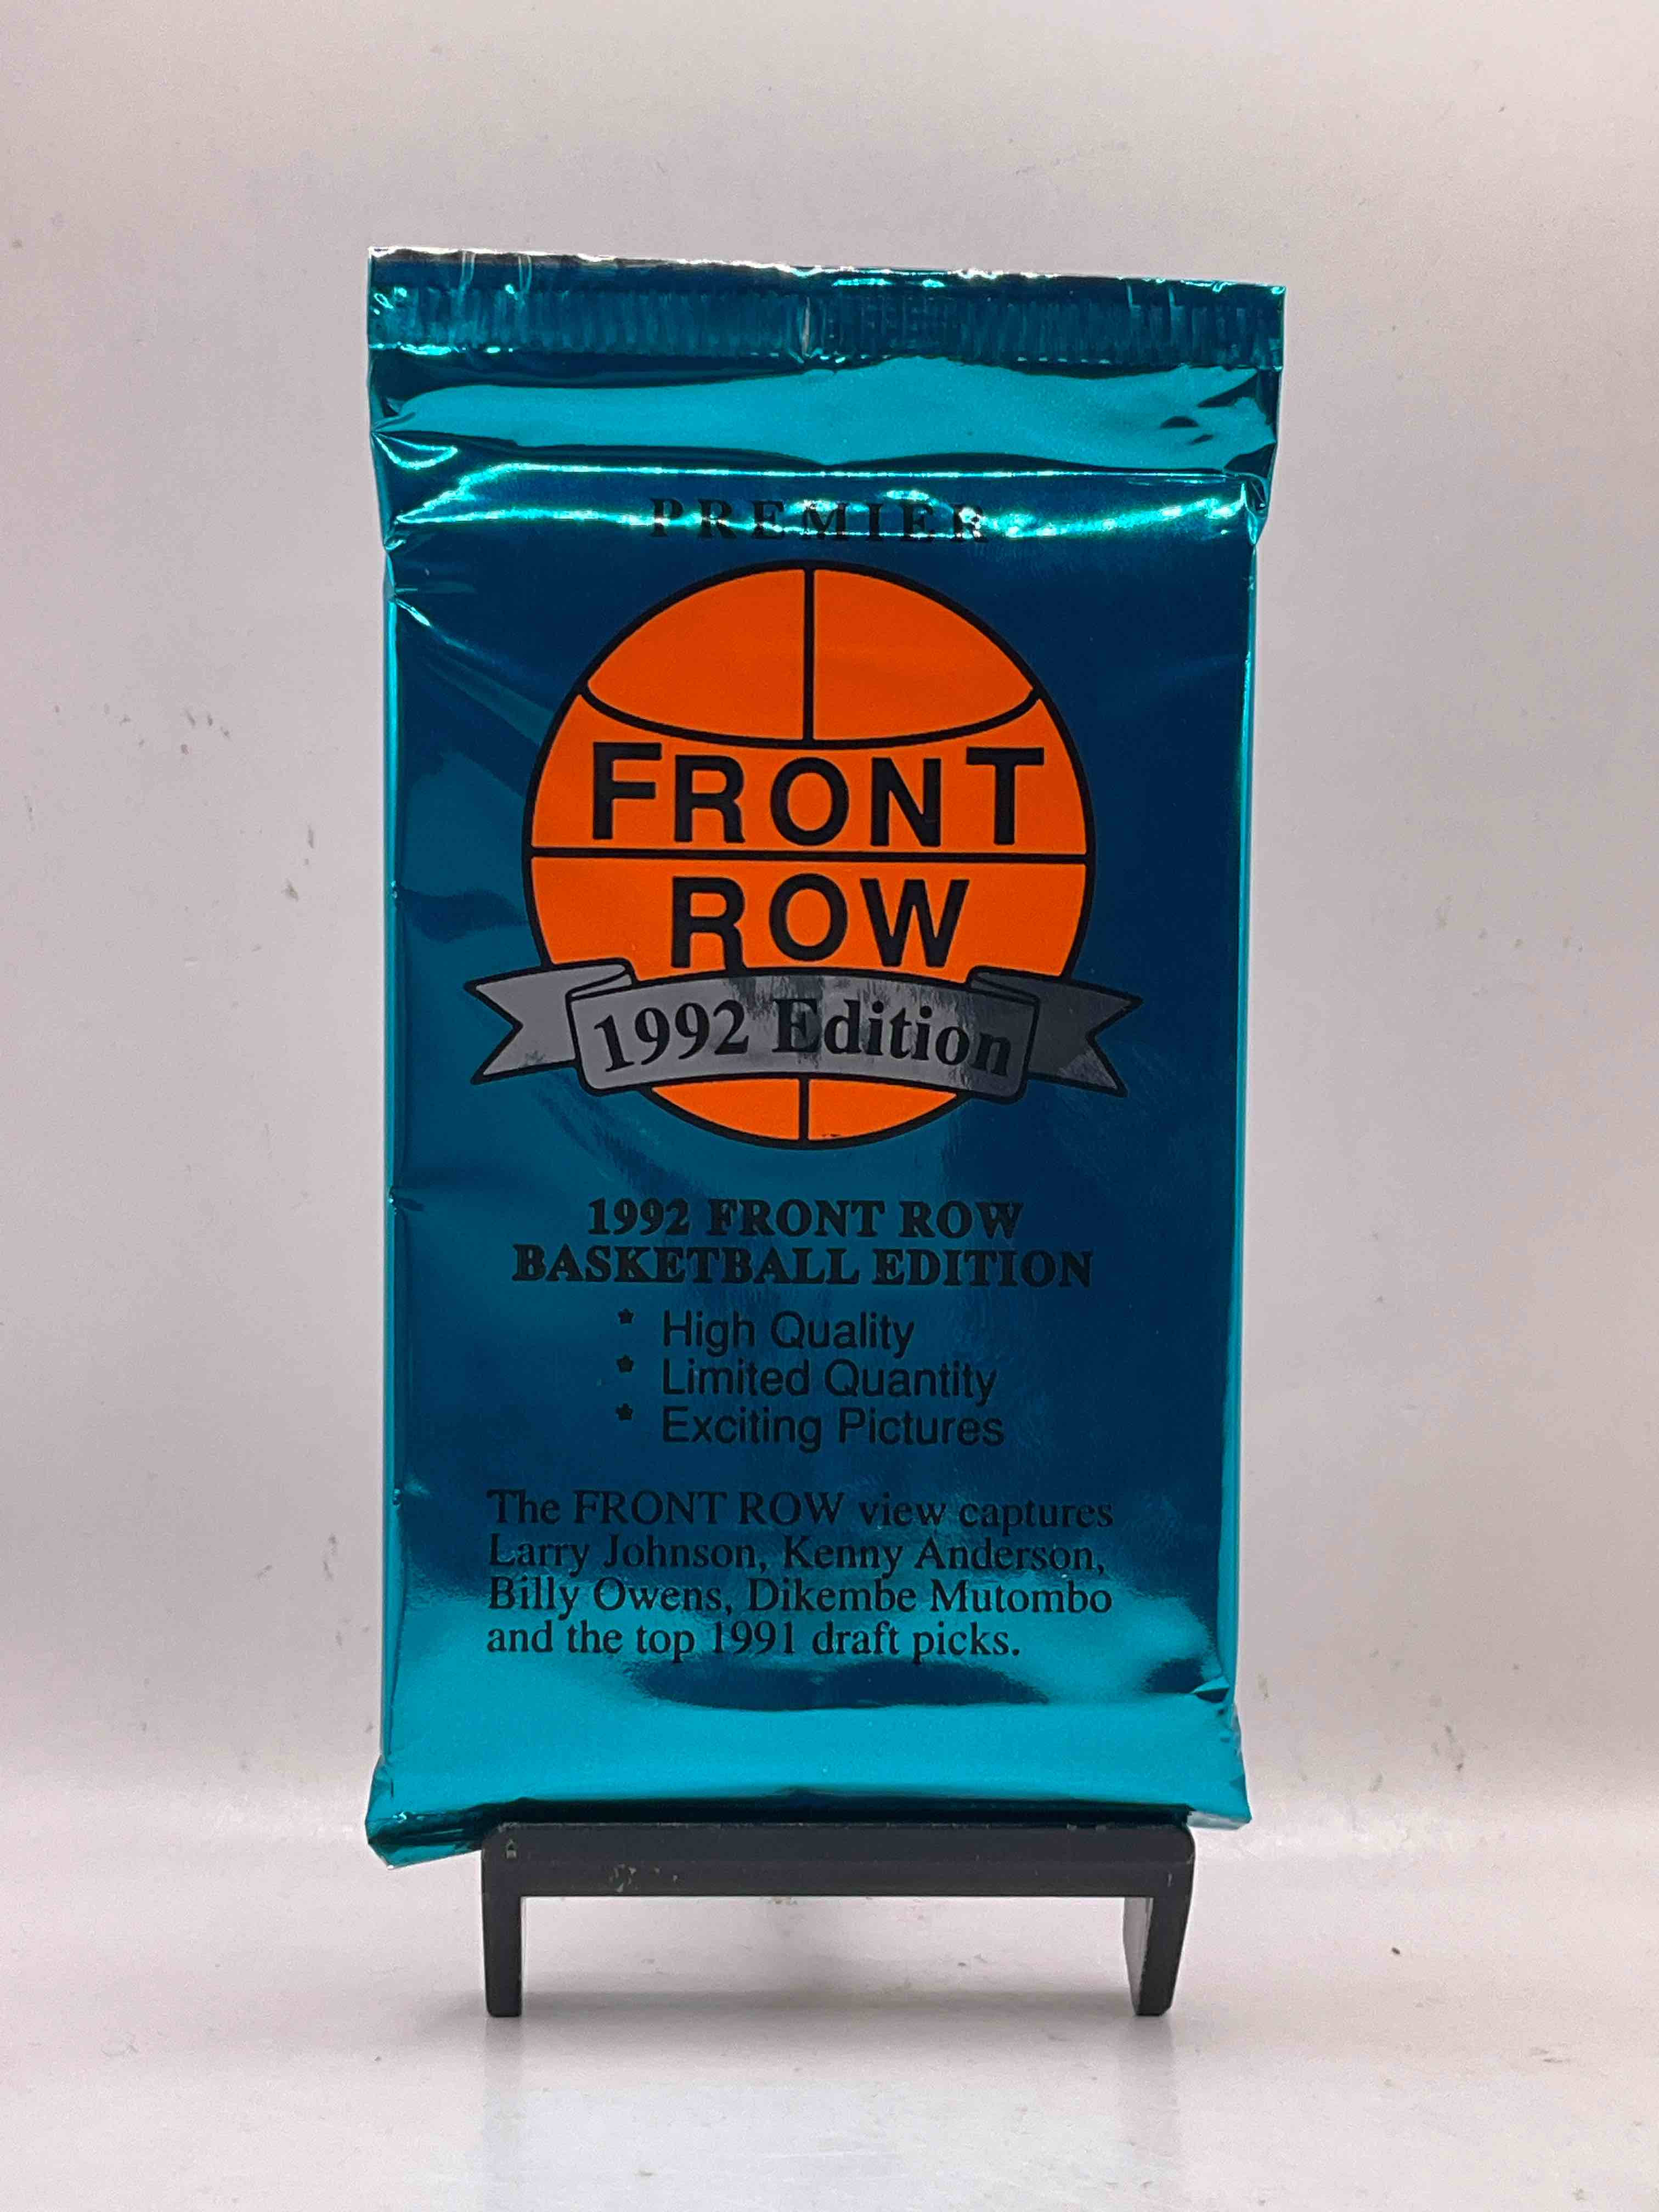 PREMIER
FRONT
ROW
1992 Edition
1992 FRONT ROW
BASKETBALL EDITION
* High Quality
* Limited Quantity
* Exciting Pictures
The FRONT ROW view captures
Larry Johnson, Kenny Anderson,
Billy Owens, Dikembe Mutombo
and the top 1991 draft picks.